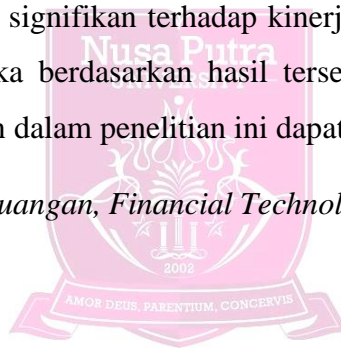 signifikan terhadap kinerj
Nusa Putra
UNIVERSITY
ka berdasarkan hasil terse
n dalam penelitian ini dapat
uangan, Financial Technol
2002
AMOR DEUS, PARENTIUM, CONCERVIS